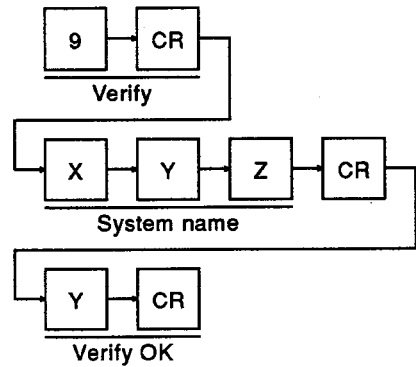 9 CR
Verify
X Y Z CR
System name
Y CR
Verify OK